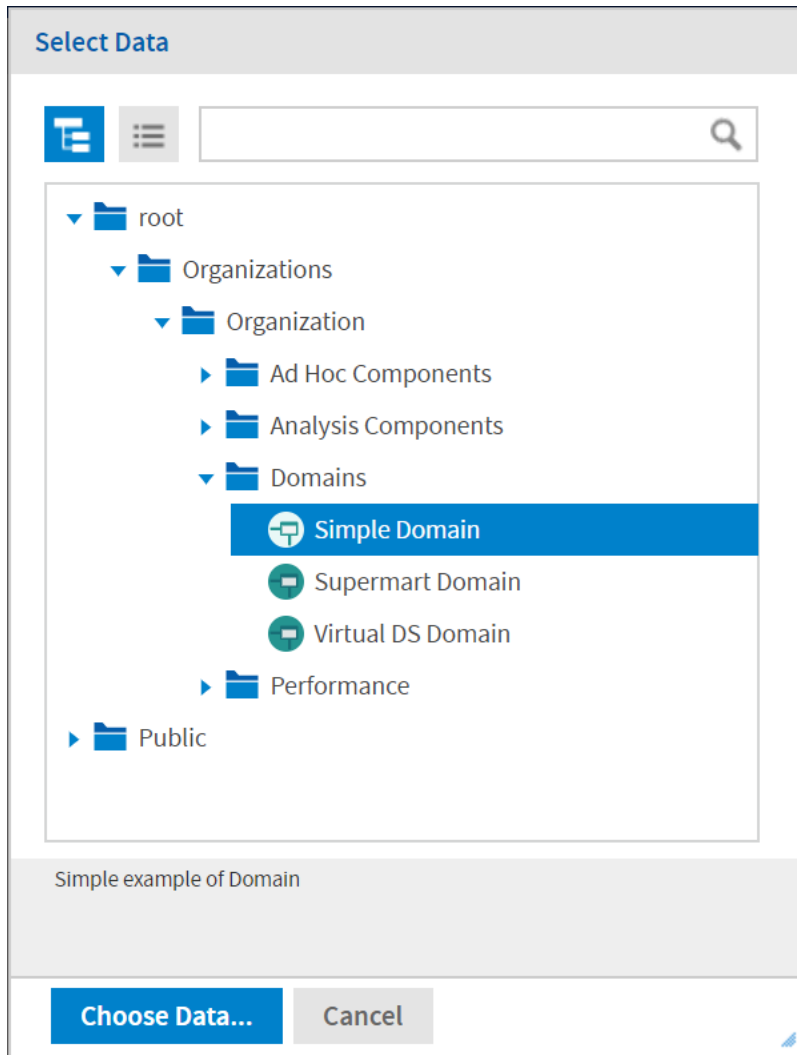 Select Data
root
Organizations
Organization
Ad Hoc Components
Analysis Components
Domains
Simple Domain
Supermart Domain
Virtual DS Domain
Performance
Public
Simple example of Domain
Choose Data... Cancel